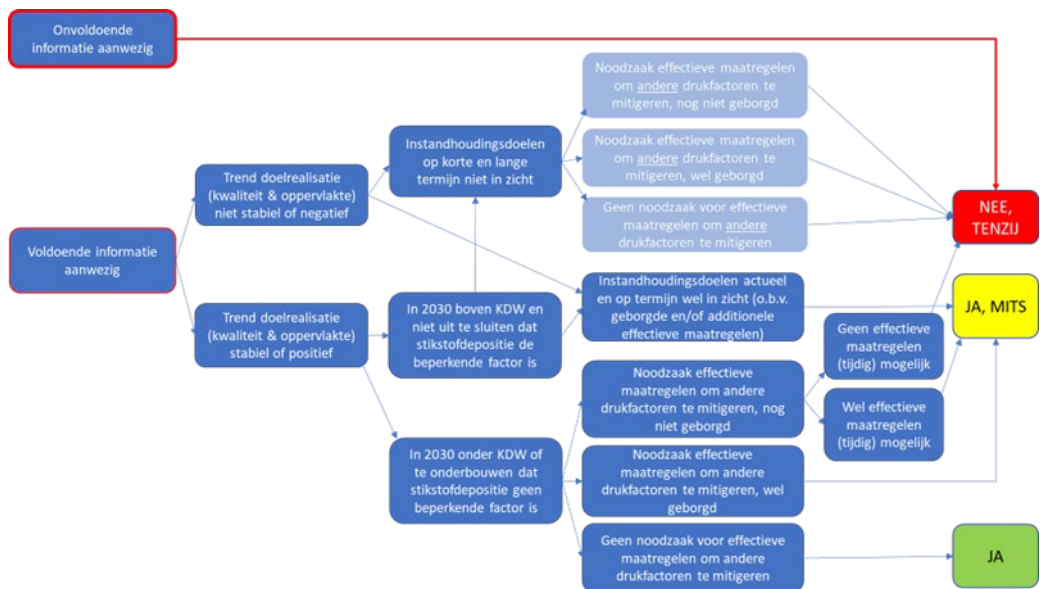 Onvoldoende
informatie aanwezig
Voldoende informatie
aanwezig
Trend doelrealisatie
(kwaliteit & oppervlakte)
niet stabiel of negatief
Trend doelrealisatie
(kwaliteit & oppervlakte)
stabiel of positief
Instandhoudingsdoelen
op korte en lange
termijn niet in zicht
In 2030 boven KDW en
niet uit te sluiten dat
stikstofdepositie de
beperkende factor is
In 2030 onder KDW of
te onderbouwen dat
stikstofdepositie geen
beperkende factor is
Noodzaak effectieve maatregelen
om andere drukfactoren te
mitigeren, nog niet geborgd
Noodzaak effectieve maatregelen
om andere drukfactoren te
mitigeren, wel geborgd
Geen noodzaak voor effectieve
maatregelen om andere
drukfactoren te mitigeren
Instandhoudingsdoelen actueel
en op termijn wel in zicht (o.b.v.
geborgde en/of additionele
effectieve maatregelen)
Noodzaak effectieve
maatregelen om andere
drukfactoren te mitigeren, nog
niet geborgd
Noodzaak effectieve
maatregelen om andere
drukfactoren te mitigeren, wel
geborgd
Geen noodzaak voor effectieve
maatregelen om andere
drukfactoren te mitigeren
Geen effectieve
maatregelen
(tijdig) mogelijk
Wel effectieve
maatregelen
(tijdig) mogelijk
NEE,
TENZIJ
JA, MITS
JA